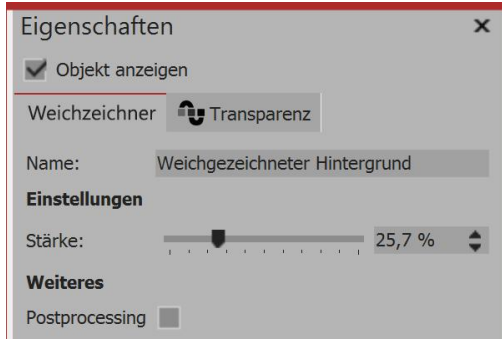 Eigenschaften
Objekt anzeigen
Weichzeichner Transparenz
Name: Weichgezeichneter Hintergrund
Einstellungen
Stärke: 25,7 %
Weiteres
Postprocessing